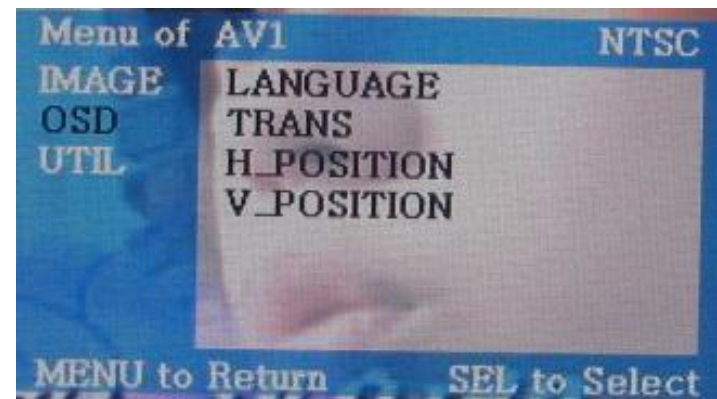 Menu of AV1 NTSC
IMAGE LANGUAGE
OSD TRANS
UTIL H_POSITION
V_POSITION
MENU to Return SEL to Select